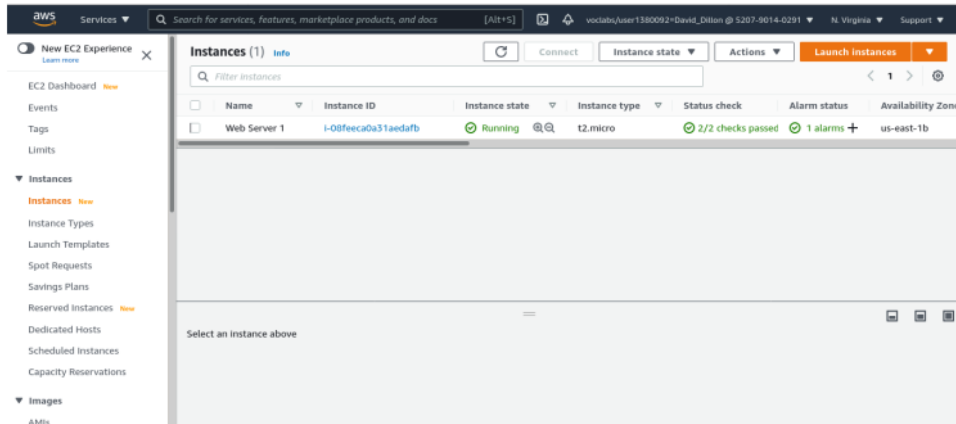 aws Services ▼ Search for services, features, marketplace products, and docs [Alt+S] voclabs/user1380092=David_Dillon @ 5207-9014-0291 ▼ N. Virginia ▼ Support ▼
New EC2 Experience
Learn more
EC2 Dashboard New
Events
Tags
Limits
Instances
Instances New
Instance Types
Launch Templates
Spot Requests
Savings Plans
Reserved Instances New
Dedicated Hosts
Scheduled Instances
Capacity Reservations
Images
AMIs
Instances (1) Info Connect Instance state ▼ Actions ▼ Launch instances ▼
Filter instances < 1 >
Name Instance ID Instance state Instance type Status check Alarm status Availability Zone
Web Server 1 i-08feeca0a31aedafb Running t2.micro 2/2 checks passed 1 alarms + us-east-1b
Select an instance above